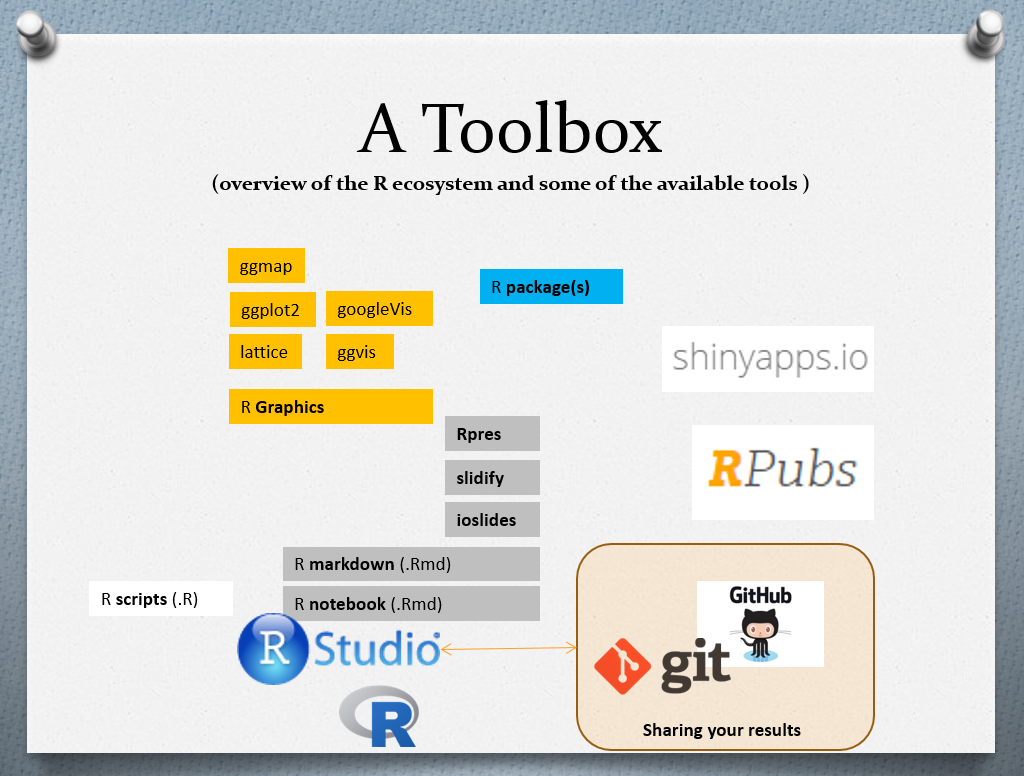 A Toolbox
(overview of the R ecosystem and some of the available tools )
ggmap
R package(s)
ggplot2
googleVis
lattice
ggvis
shinyapps.io
R Graphics
Rpres
RPubs
slidify
ioslides
R markdown (.Rmd)
R scripts (.R)
R notebook (.Rmd)
GitHub
R Studio
git
R
Sharing your results